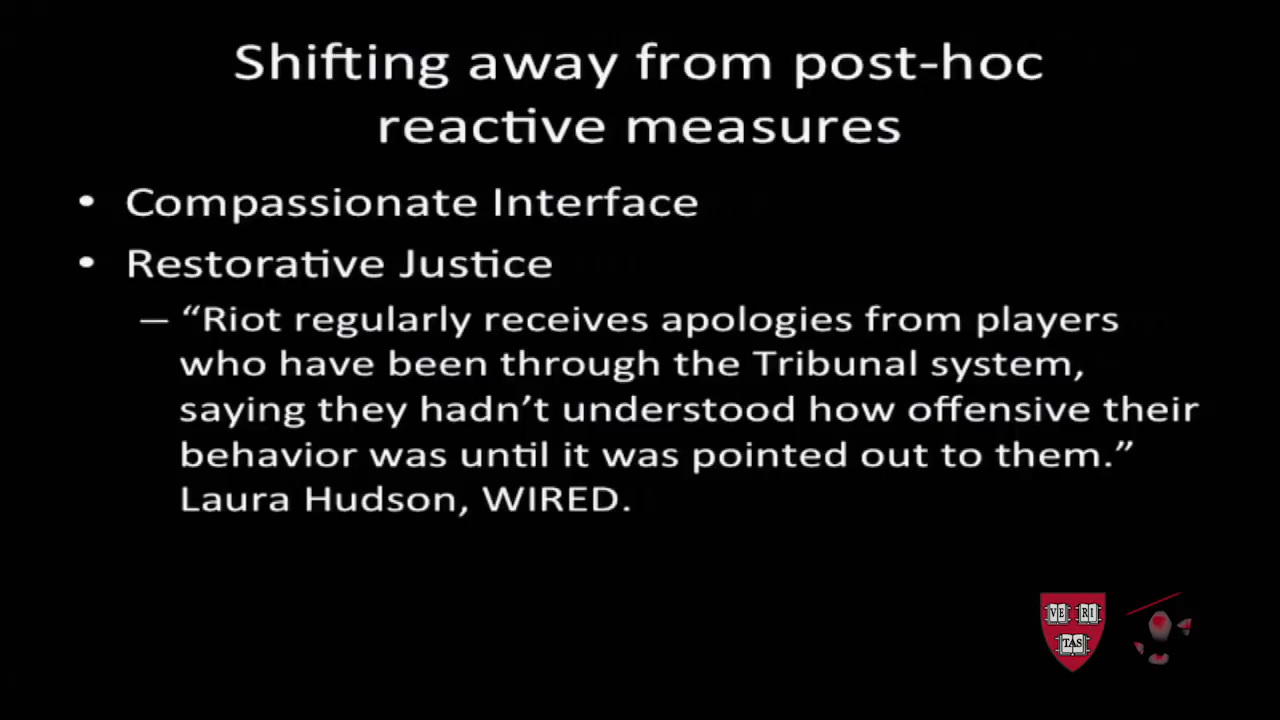 Shifting away from post-hoc
reactive measures
• Compassionate Interface
• Restorative Justice
– “Riot regularly receives apologies from players
who have been through the Tribunal system,
saying they hadn’t understood how offensive their
behavior was until it was pointed out to them.”
Laura Hudson, WIRED.
VE RI
TAS